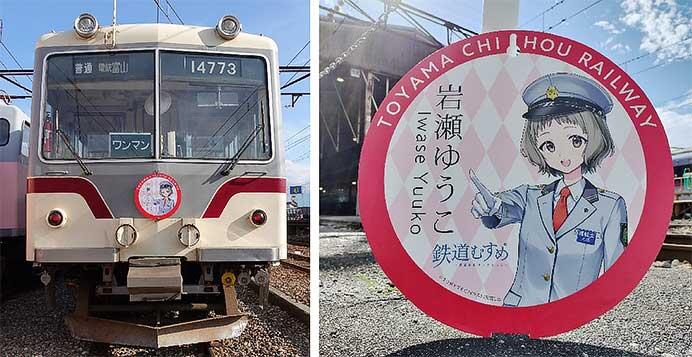 普通 電鉄富山
14773
ワンマン
TOYAMA CHIHOU RAILWAY
岩瀬ゆうこ
Iwase Yuuko
鉄道むすめ